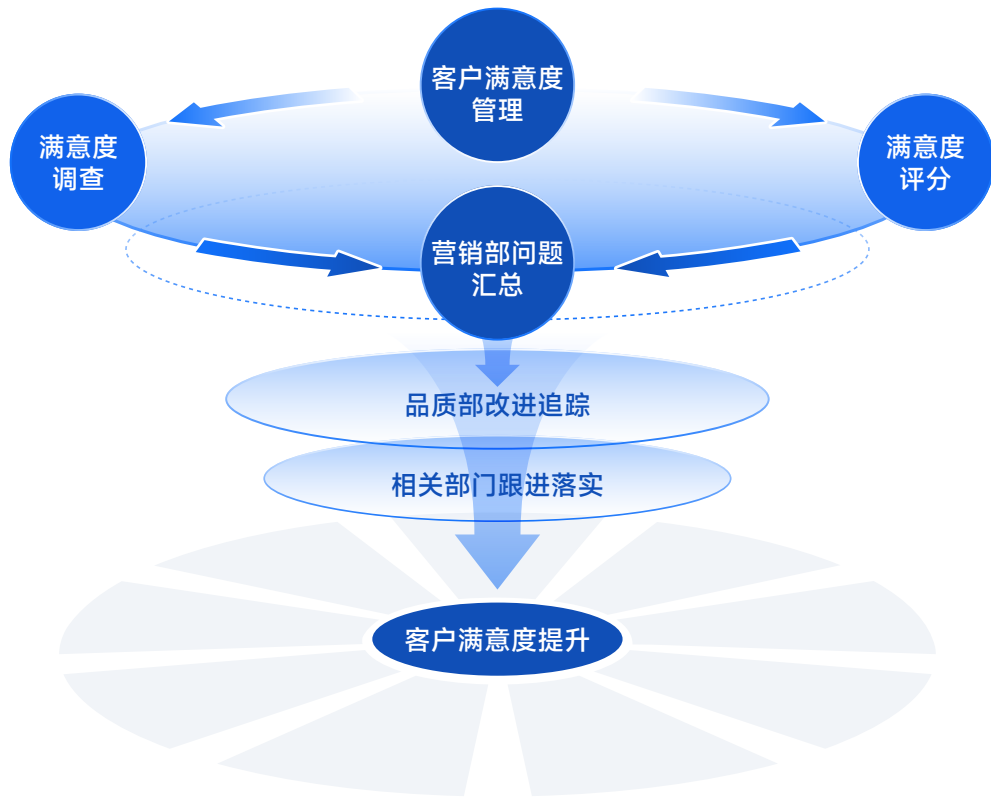 客户满意度
管理
满意度
调查
满意度
评分
营销部问题
汇总
品质部改进追踪
相关部门跟进落实
客户满意度提升